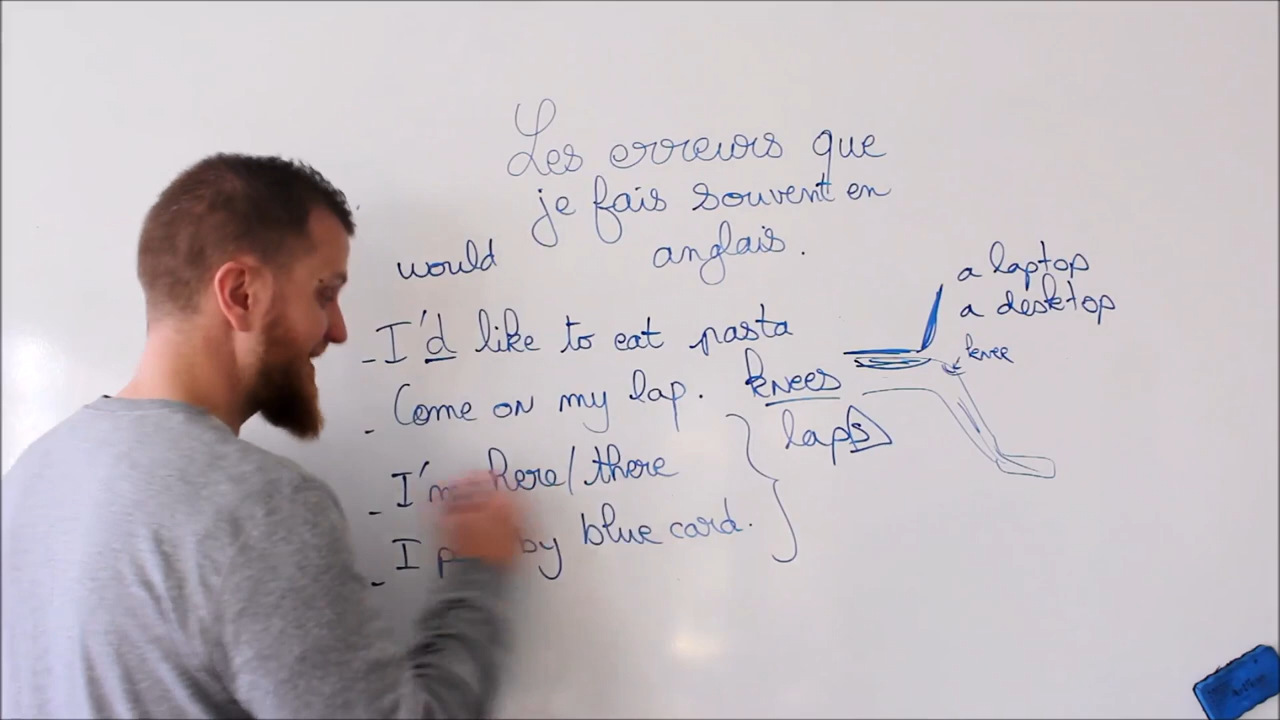 Les erreurs que
je fais souvent en
anglais.
would
- I'd like to eat pasta
- Come on my lap. knees
laps
- I'm here/there
- I by blue card.
a laptop
a desktop
knee